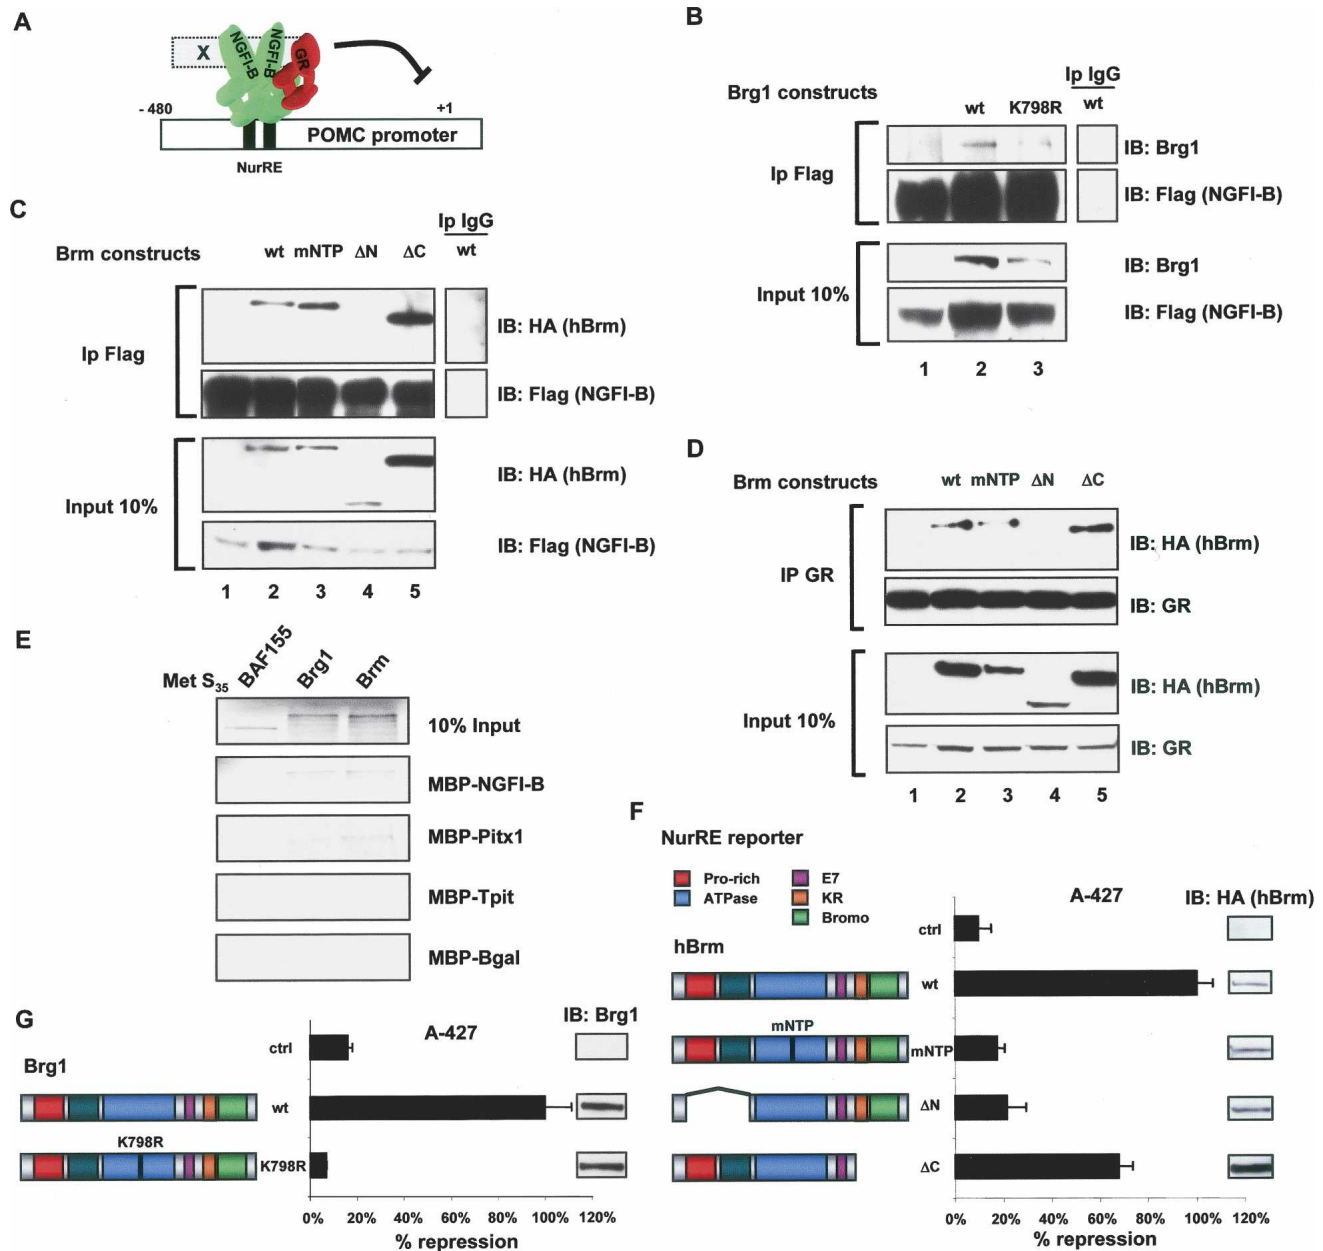 A
X
NGFI-B
NGFI-B
GR
- 480
+1
POMC promoter
NurRE
B
Brg1 constructs
wt
K798R
Ip IgG
wt
Ip Flag
IB: Brg1
IB: Flag (NGFI-B)
Input 10%
IB: Brg1
IB: Flag (NGFI-B)
1 2 3
C
Brm constructs
wt mNTP ΔN ΔC
Ip IgG
wt
Ip Flag
IB: HA (hBrm)
IB: Flag (NGFI-B)
Input 10%
IB: HA (hBrm)
IB: Flag (NGFI-B)
1 2 3 4 5
D
Brm constructs
wt mNTP ΔN ΔC
IP GR
IB: HA (hBrm)
IB: GR
Input 10%
IB: HA (hBrm)
IB: GR
1 2 3 4 5
E
Met S35
BAF155
Brg1
Brm
10% Input
MBP-NGFI-B
MBP-Pitx1
MBP-Tpit
MBP-Bgal
F
NurRE reporter
Pro-rich
ATPase
E7
KR
Bromo
hBrm
A-427
IB: HA (hBrm)
ctrl
wt
mNTP
mNTP
ΔN
ΔC
0% 20% 40% 60% 80% 100% 120%
% repression
G
Brg1
A-427
IB: Brg1
ctrl
wt
K798R
K798R
0% 20% 40% 60% 80% 100% 120%
% repression